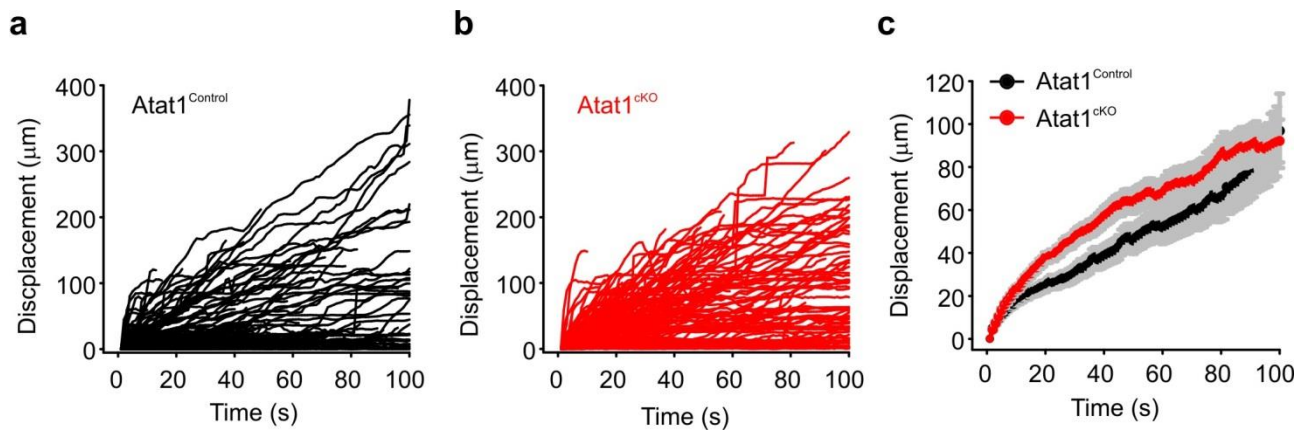 a
b
c
Atat1Control
Discplacement (μm)
400
300
200
100
0
0 20 40 60 80 100
Time (s)
Atat1cKO
Displacement (μm)
400
300
200
100
0
0 20 40 60 80 100
Time (s)
Atat1Control
Atat1cKO
Displacement (μm)
120
100
80
60
40
20
0
0 20 40 60 80 100
Time (s)